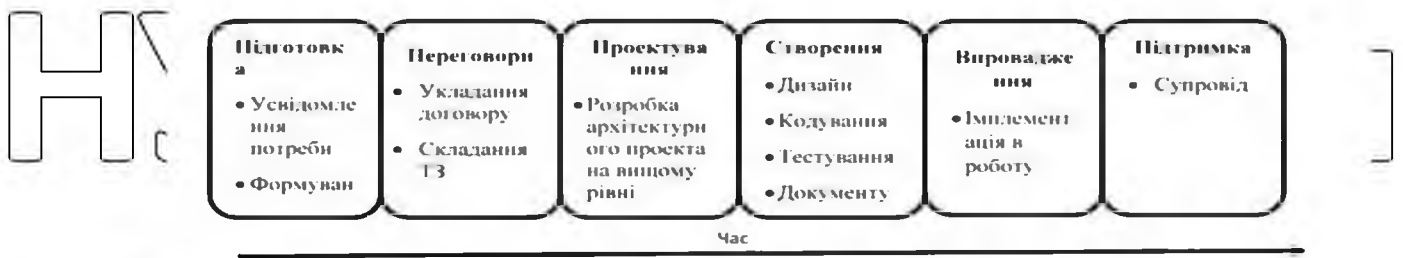 Н
Підготовк
а
• Усвідомле
ння
потреби
• Формуван
Переговори
• Укладання
договору
• Складання
ТЗ
Проектува
ння
• Розробка
архітектурн
ого проекта
на вищому
рівні
Створення
• Дизайн
• Кодування
• Тестування
• Документу
Впровадже
ння
• Імплемент
ація в
роботу
Підтримка
• Супровід
Час